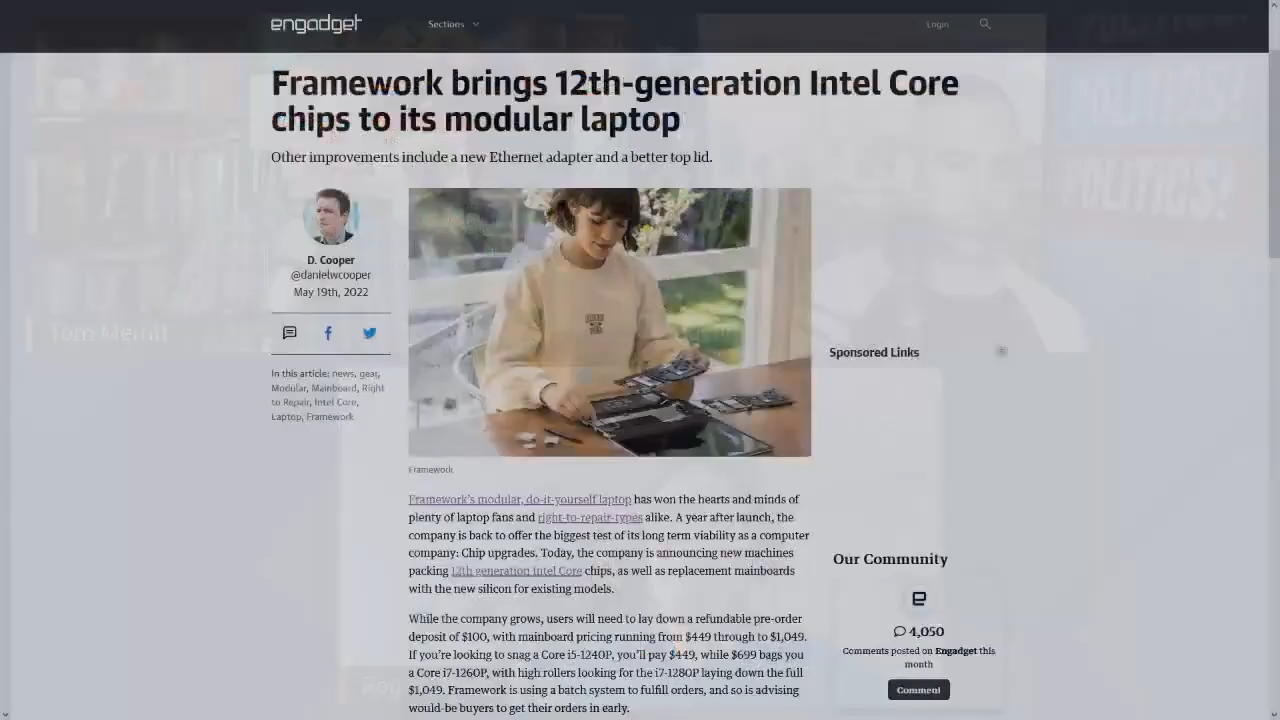 engadget
Sections
Login
Framework brings 12th-generation Intel Core
chips to its modular laptop
Other improvements include a new Ethernet adapter and a better top lid.
D. Cooper
@danielwcooper
May 19th, 2022
In this article: news, gear,
Modular, Mainboard, Right
to Repair, Intel Core,
Laptop, Framework
Framework
Framework's modular, do-it-yourself laptop has won the hearts and minds of
plenty of laptop fans and right-to-repair-types alike. A year after launch, the
company is back to offer the biggest test of its long term viability as a computer
company: Chip upgrades. Today, the company is announcing new machines
packing 12th generation Intel Core chips, as well as replacement mainboards
with the new silicon for existing models.
While the company grows, users will need to lay down a refundable pre-order
deposit of $100, with mainboard pricing running from $449 through to $1,049.
If you're looking to snag a Core i5-1240P, you'll pay $449, while $699 bags you
a Core i7-1260P, with high rollers looking for the i7-1280P laying down the full
$1,049. Framework is using a batch system to fulfill orders, and so is advising
would-be buyers to get their orders in early.
Sponsored Links
Our Community
4,050
Comments posted on Engadget this
month
Comment
Tom Merritt
POLITICS!
POLITICS!